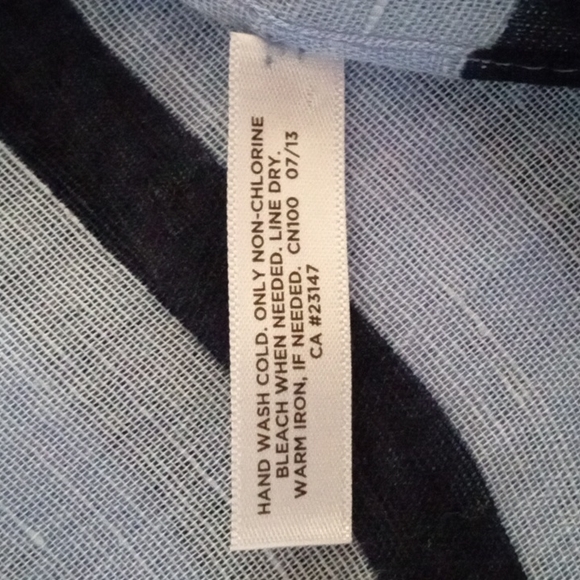 HAND WASH COLD. ONLY NON-CHLORINE
BLEACH WHEN NEEDED. LINE DRY.
WARM IRON, IF NEEDED. CN100 07/13
CA #23147